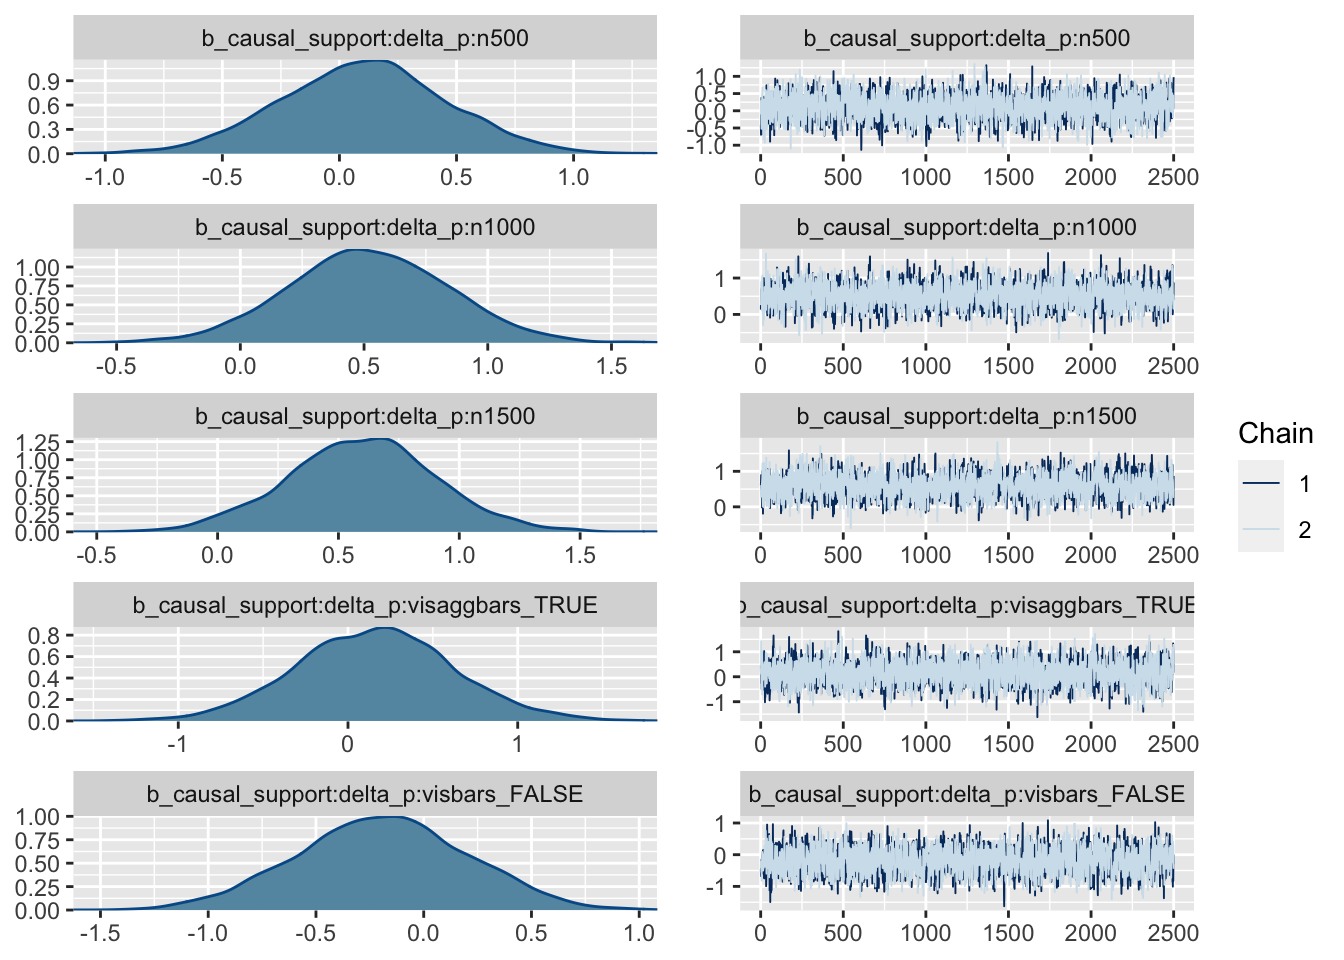 b_causal_support:delta_p:n500
0.9
0.6
0.3
0.0
-1.0 -0.5 0.0 0.5 1.0
b_causal_support:delta_p:n500
1.0
0.5
0.0
-0.5
-1.0
0 500 1000 1500 2000 2500
b_causal_support:delta_p:n1000
1.00
0.75
0.50
0.25
0.00
-0.5 0.0 0.5 1.0 1.5
b_causal_support:delta_p:n1000
1
0
0 500 1000 1500 2000 2500
b_causal_support:delta_p:n1500
1.25
1.00
0.75
0.50
0.25
0.00
-0.5 0.0 0.5 1.0 1.5
b_causal_support:delta_p:n1500
1
0
0 500 1000 1500 2000 2500
b_causal_support:delta_p:visaggbars_TRUE
0.8
0.6
0.4
0.2
0.0
-1 0 1
b_causal_support:delta_p:visaggbars_TRUE
1
0
-1
0 500 1000 1500 2000 2500
b_causal_support:delta_p:visbars_FALSE
1.00
0.75
0.50
0.25
0.00
-1.5 -1.0 -0.5 0.0 0.5 1.0
b_causal_support:delta_p:visbars_FALSE
1
0
-1
0 500 1000 1500 2000 2500
Chain
1
2